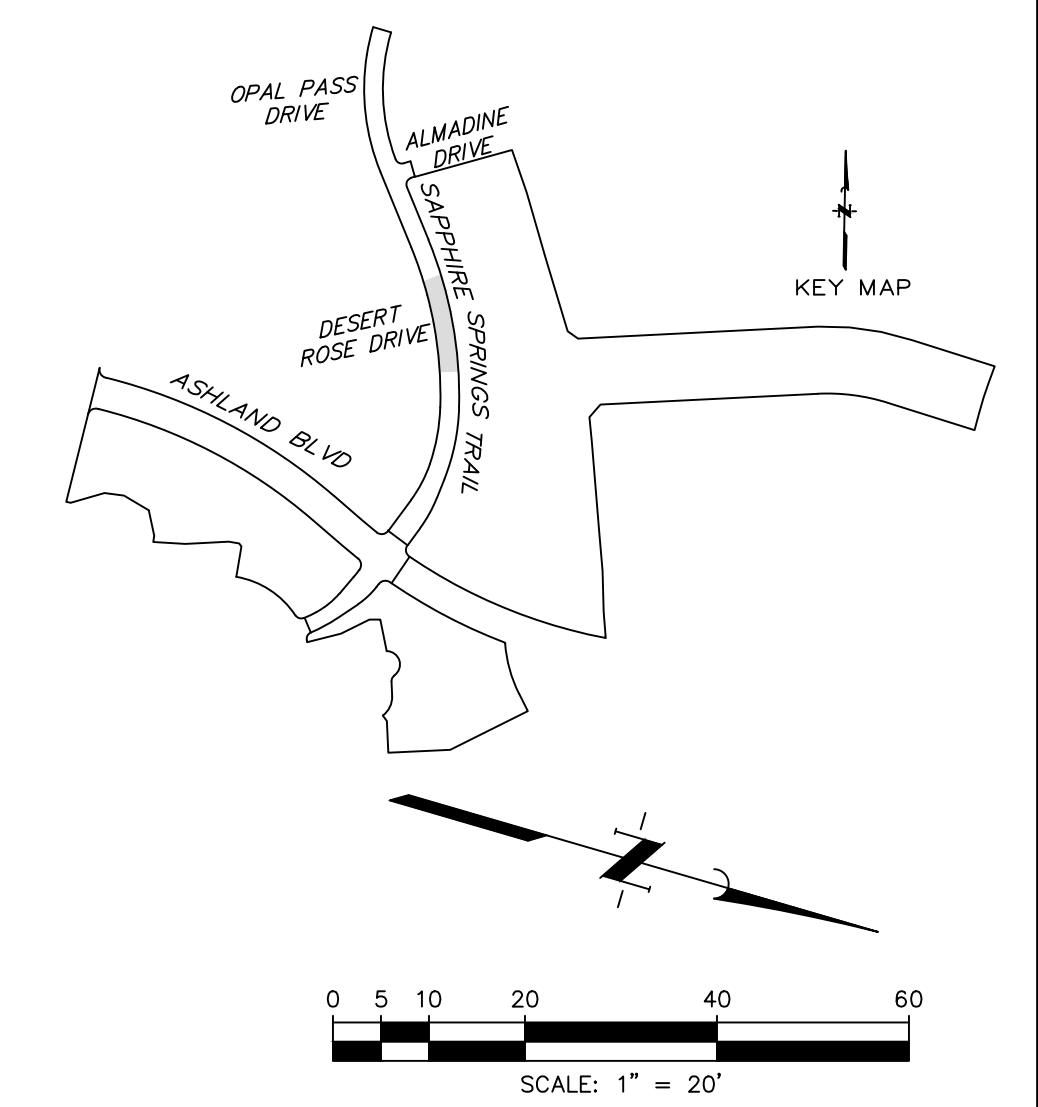 OPAL PASS
DRIVE
ALMADINE
DRIVE
SAPPHIRE SPRINGS TRAIL
N
KEY MAP
DESERT
ROSE DRIVE
ASHLAND BLVD
N
0 5 10 20 40 60
SCALE: 1" = 20'